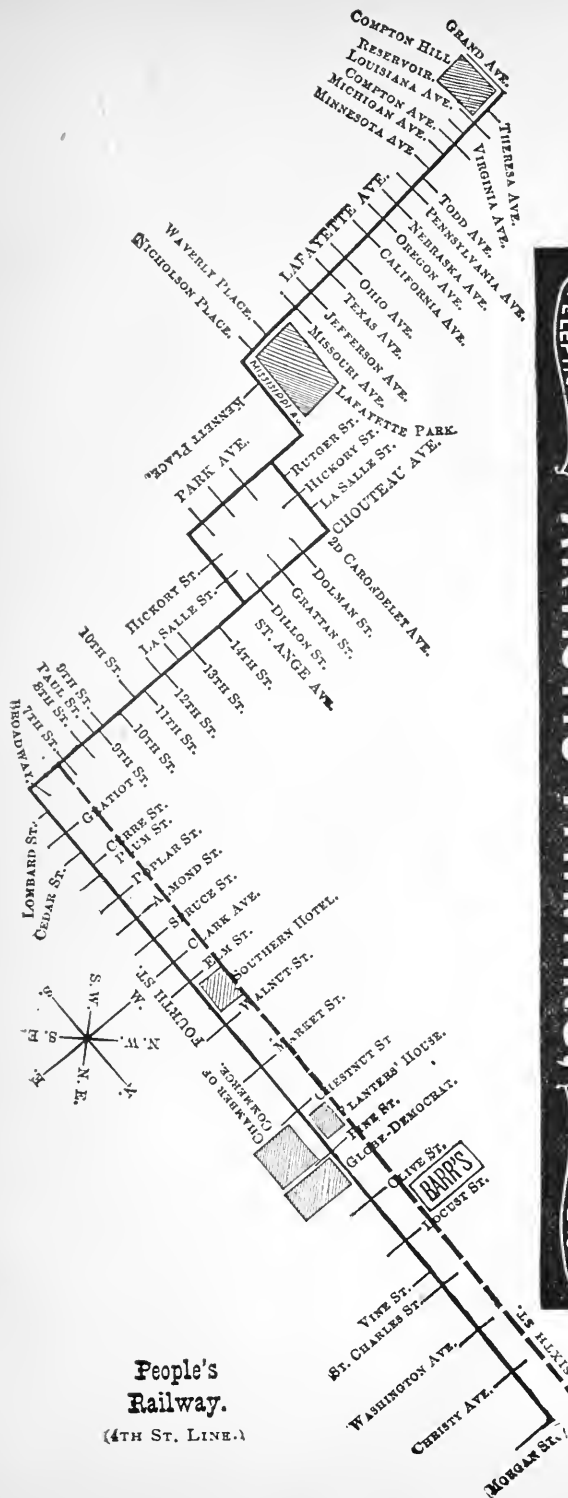 COMPTON HILL
RESERVOIR.
GRAND AVE.
LOUISIANA AVE.
COMPTON AVE.
MICHIGAN AVE.
MINNESOTA AVE
THERESA AVE.
VIRGINIA AVE.
TODD AVE.
PENNSYLVANIA AVE.
NEBRASKA AVE.
OREGON AVE.
CALIFORNIA AVE.
LAFAYETTE AVE.
OHIO AVE.
TEXAS AVE.
JEFFERSON AVE.
MISSOURI AVE.
LAFAYETTE PARK.
WAVERLY PLACE.
NICHOLSON PLACE.
MISSISSIPPI AV.
KENNETT PLACE.
PARK AVE.
RUTGER ST.
HICKORY ST.
LA SALLE ST.
CHOUTEAU AVE.
2D CARONDELET AVE.
DOLMAN ST.
GRATTAN ST.
DILLON ST.
ST. ANGE AVE.
HICKORY ST.
LA SALLE ST.
14TH ST.
13TH ST.
12TH ST.
11TH ST.
10TH ST.
9TH ST.
10TH ST.
9TH ST.
PAUL ST.
8TH ST.
7TH ST.
BROADWAY.
LOMBARD ST.
CEDAR ST.
GRATIOT
CERRE ST.
PLUM ST.
POPLAR ST.
ALMOND ST.
SPRUCE ST.
CLARK AVE.
ELM ST.
FOURTH ST.
SOUTHERN HOTEL.
WALNUT ST.
MARKET ST.
CHESTNUT ST
CHAMBER OF
COMMERCE.
PLANTERS' HOUSE.
PINE ST.
GLOBE-DEMOCRAT.
OLIVE ST.
BARR'S
LOCUST ST.
VINE ST.
ST. CHARLES ST.
WASHINGTON AVE.
CHRISTY AVE.
MORGAN ST.
SIXTH ST.
S.
S. W.
W.
N. W.
N.
N. E.
E.
S. E.
People's
Railway.
(4TH ST. LINE.)